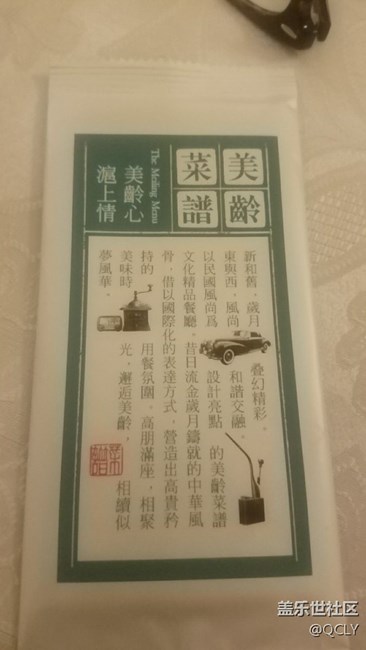 美齡
菜譜
The Meiling Menu
美齡心
滬上情
新和舊，歲月叠幻精彩。
東與西，風尚和諧交融。
以民國風尚爲設計亮點的美齡菜譜
文化精品餐廳。昔日流金歲月鑄就的中華風
骨，借以國際化的表達方式，營造出高貴矜
持的用餐氛圍。高朋滿座，相聚
美味時光，邂逅美齡，相續似
夢風華。
盖乐世社区
@QCLY